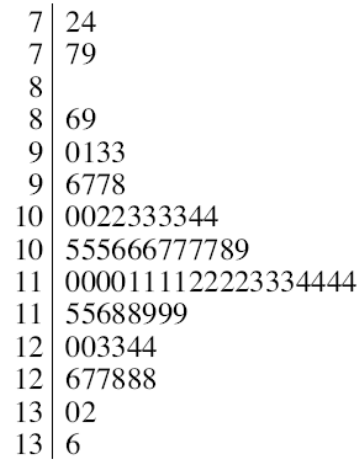 7 | 24
7 | 79
8 |
8 | 69
9 | 0133
9 | 6778
10 | 0022333344
10 | 555666777789
11 | 0000111122223334444
11 | 55688999
12 | 003344
12 | 677888
13 | 02
13 | 6